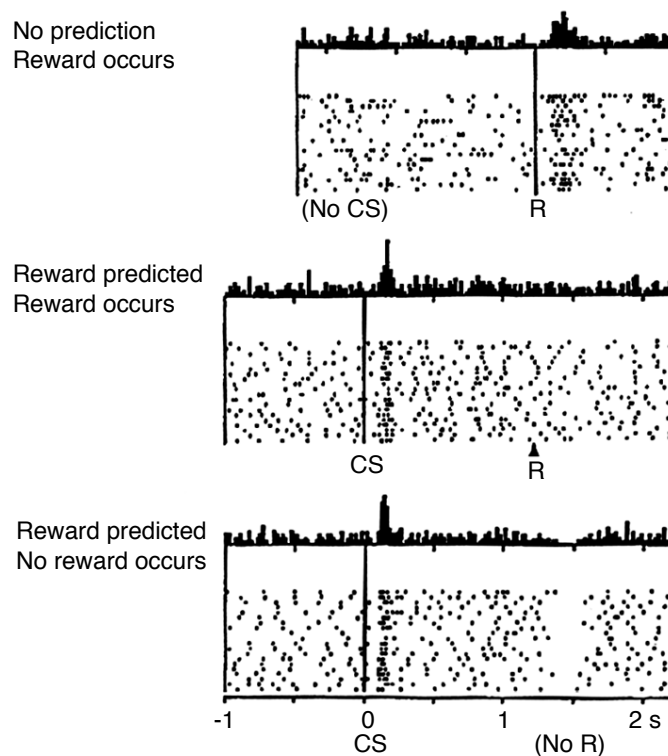 No prediction
Reward occurs
(No CS)
R
Reward predicted
Reward occurs
CS
R
Reward predicted
No reward occurs
-1
0
1
2 s
CS
(No R)